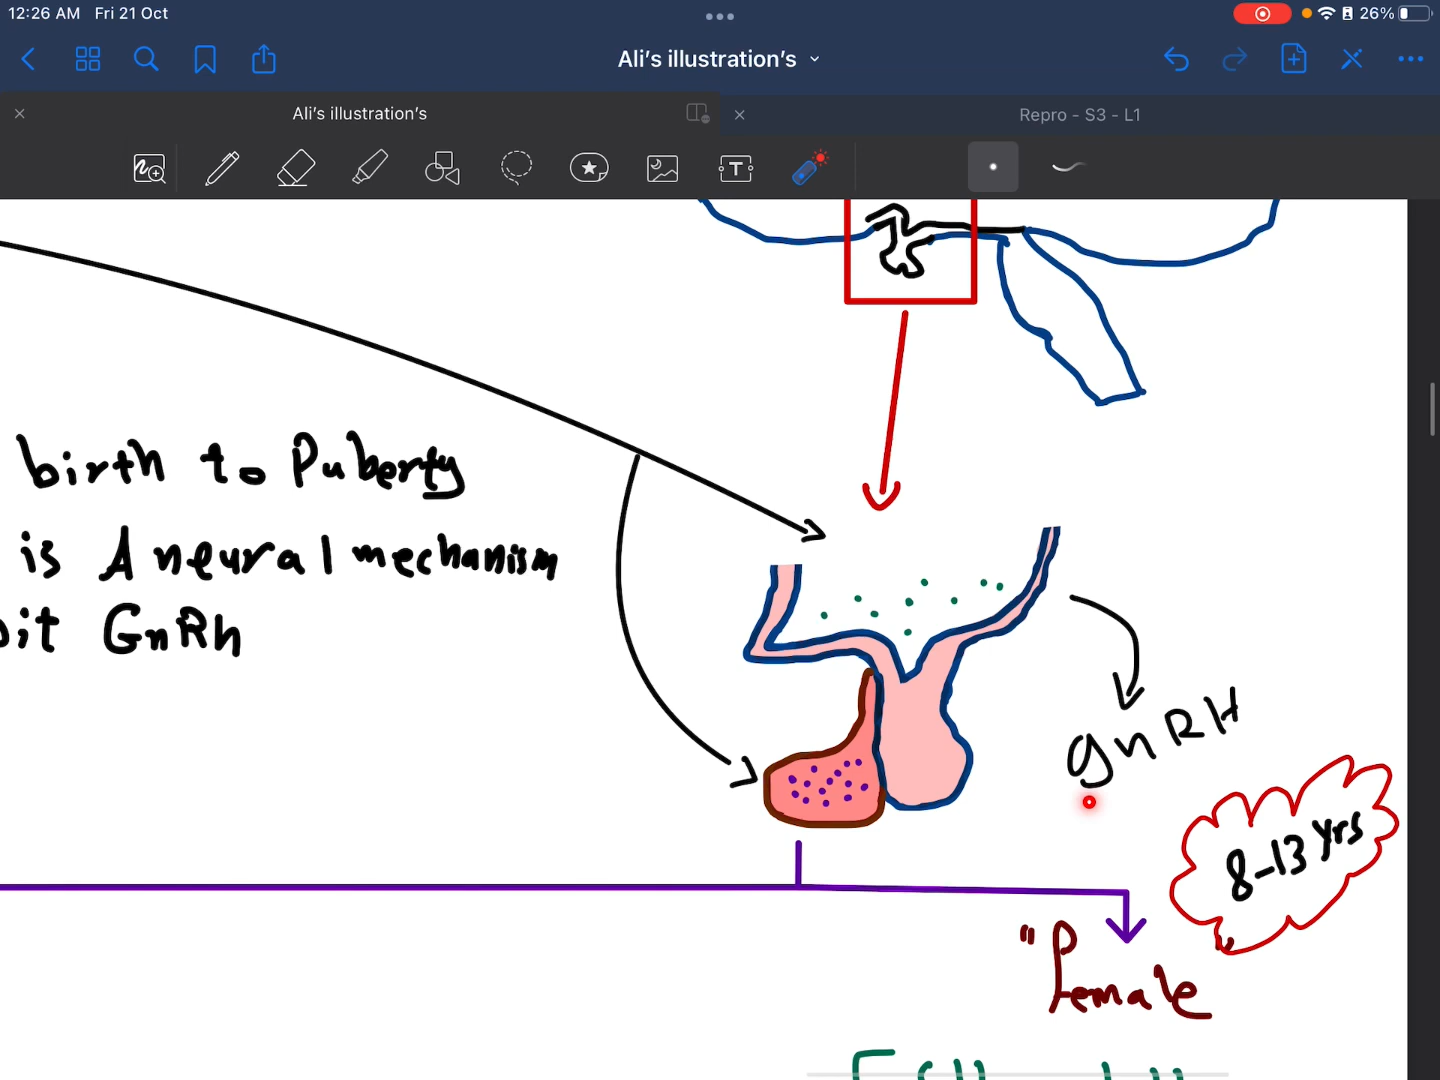 12:26 AM Fri 21 Oct
26%
Ali's illustration's
Ali's illustration's
Repro - S3 - L1
birth to Puberty
is A neural mechanism
it GnRh
gnRH
8-13 yrs
"Female